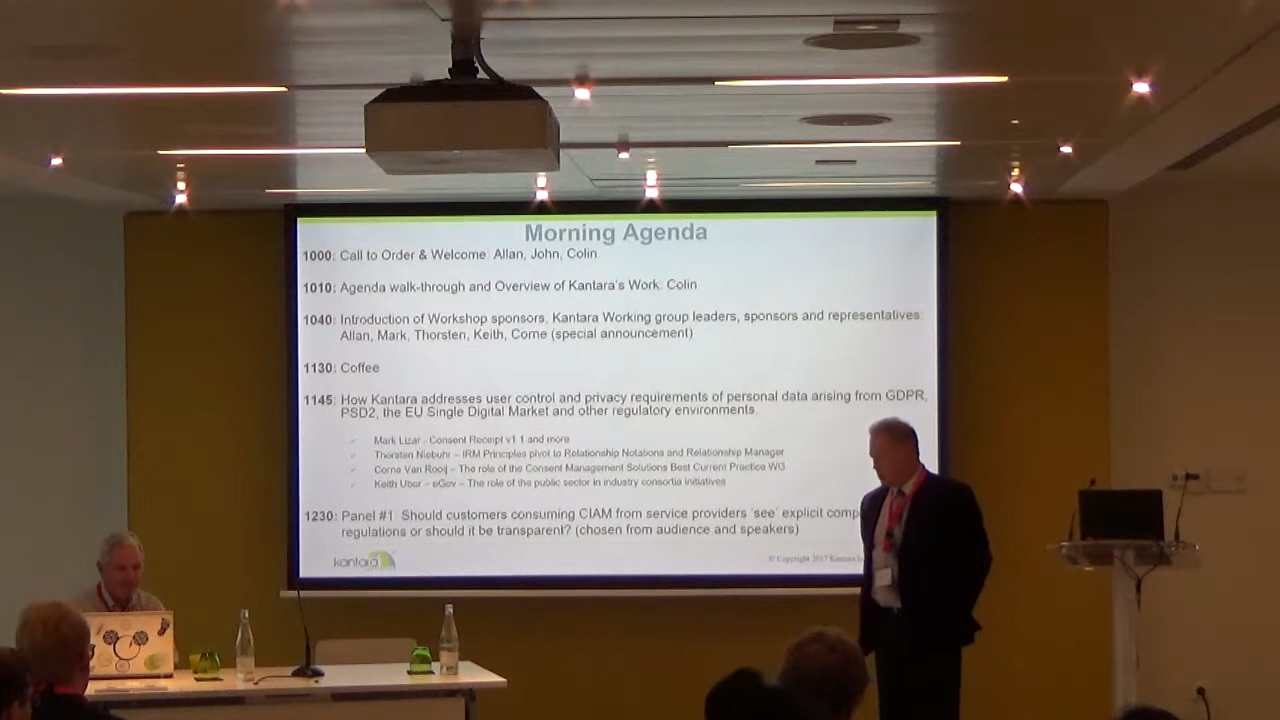 Morning Agenda
1000: Call to Order & Welcome Allan, John, Colin
1010: Agenda walk-through and Overview of Kantara's Work. Colin
1040: Introduction of Workshop sponsors, Kantara Working group leaders, sponsors and representatives
Allan, Mark, Thorsten, Keith, Corne (special announcement)
1130: Coffee
1145: How Kantara addresses user control and privacy requirements of personal data arising from GDPR,
PSD2, the EU Single Digital Market and other regulatory environments.
✓ Mark Lizar - Consent Receipt v1.1 and more
✓ Thorsten Niebuhr – IRM Principles pivot to Relationship Notations and Relationship Manager
✓ Corne Van Rooij – The role of the Consent Management Solutions Best Current Practice WG
✓ Keith Uber – eGov – The role of the public sector in industry consortia initiatives
1230: Panel #1 Should customers consuming CIAM from service providers 'see' explicit comp
regulations or should it be transparent? (chosen from audience and speakers)
kantara
© Copyright 2017 Kantara